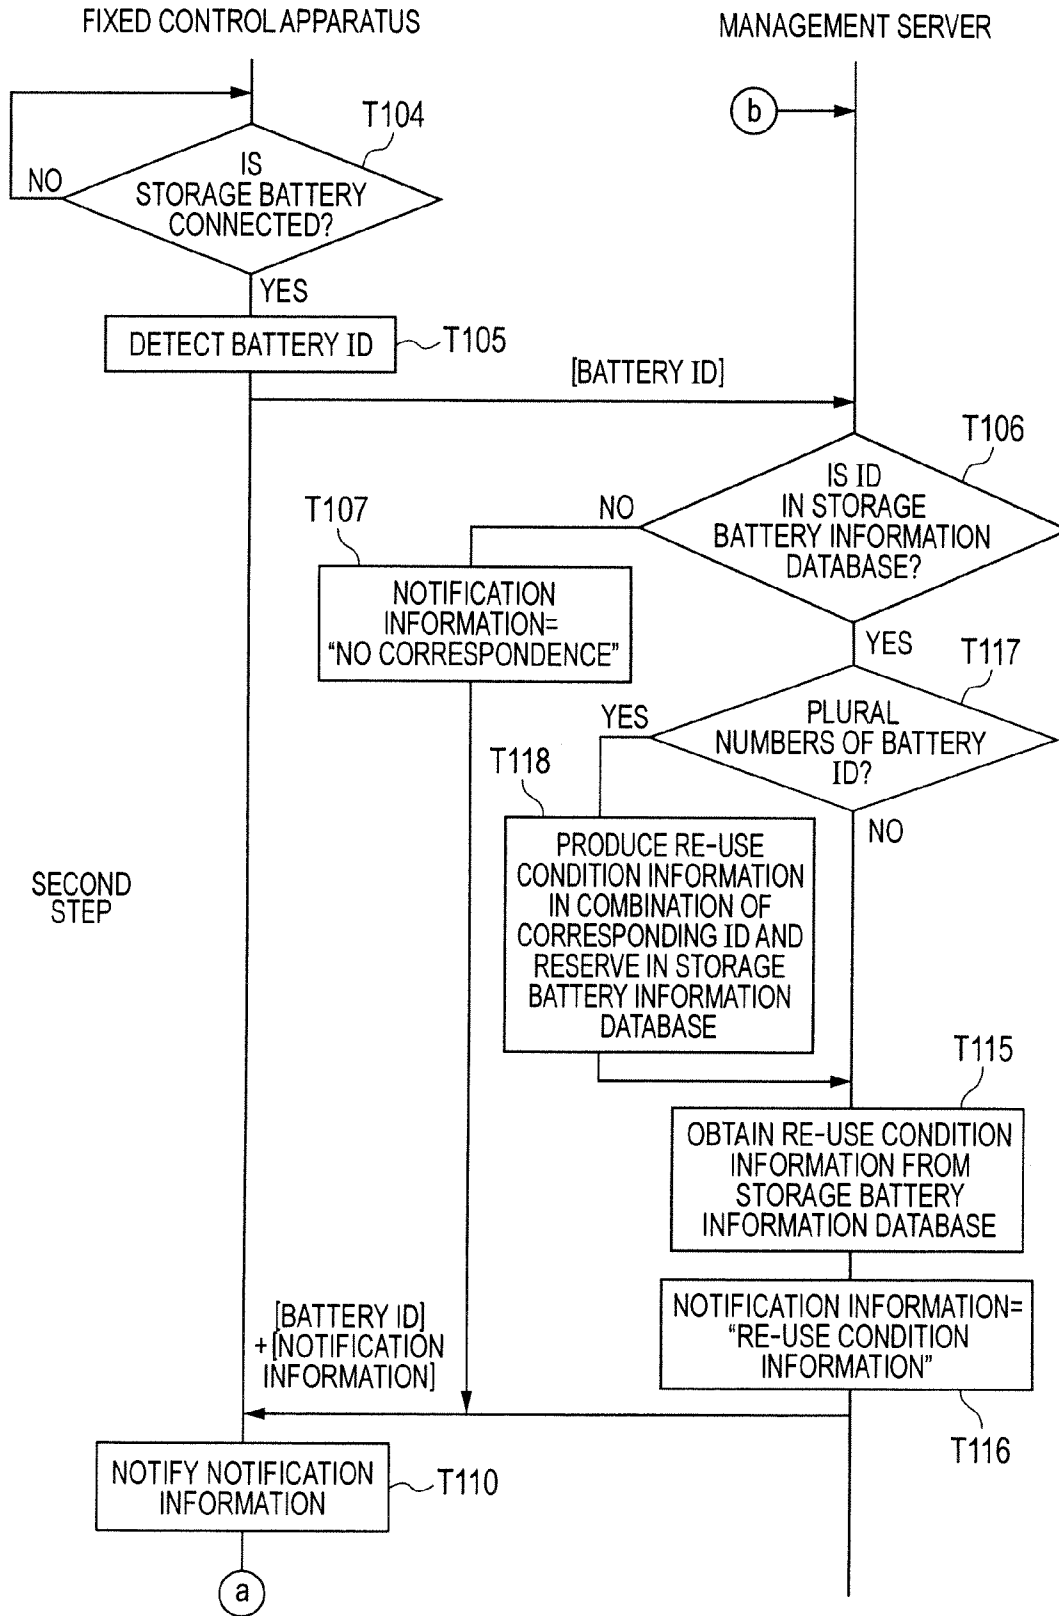 FIXED CONTROL APPARATUS
MANAGEMENT SERVER
b
T104
IS
STORAGE BATTERY
CONNECTED?
NO
YES
DETECT BATTERY ID
T105
[BATTERY ID]
T106
IS ID
IN STORAGE
BATTERY INFORMATION
DATABASE?
NO
T107
NOTIFICATION
INFORMATION=
“NO CORRESPONDENCE”
YES
T117
PLURAL
NUMBERS OF BATTERY
ID?
YES
T118
NO
PRODUCE RE-USE
CONDITION INFORMATION
IN COMBINATION OF
CORRESPONDING ID AND
RESERVE IN STORAGE
BATTERY INFORMATION
DATABASE
SECOND
STEP
T115
OBTAIN RE-USE CONDITION
INFORMATION FROM
STORAGE BATTERY
INFORMATION DATABASE
NOTIFICATION INFORMATION=
“RE-USE CONDITION
INFORMATION”
T116
[BATTERY ID]
+[NOTIFICATION
INFORMATION]
NOTIFY NOTIFICATION
INFORMATION
T110
a